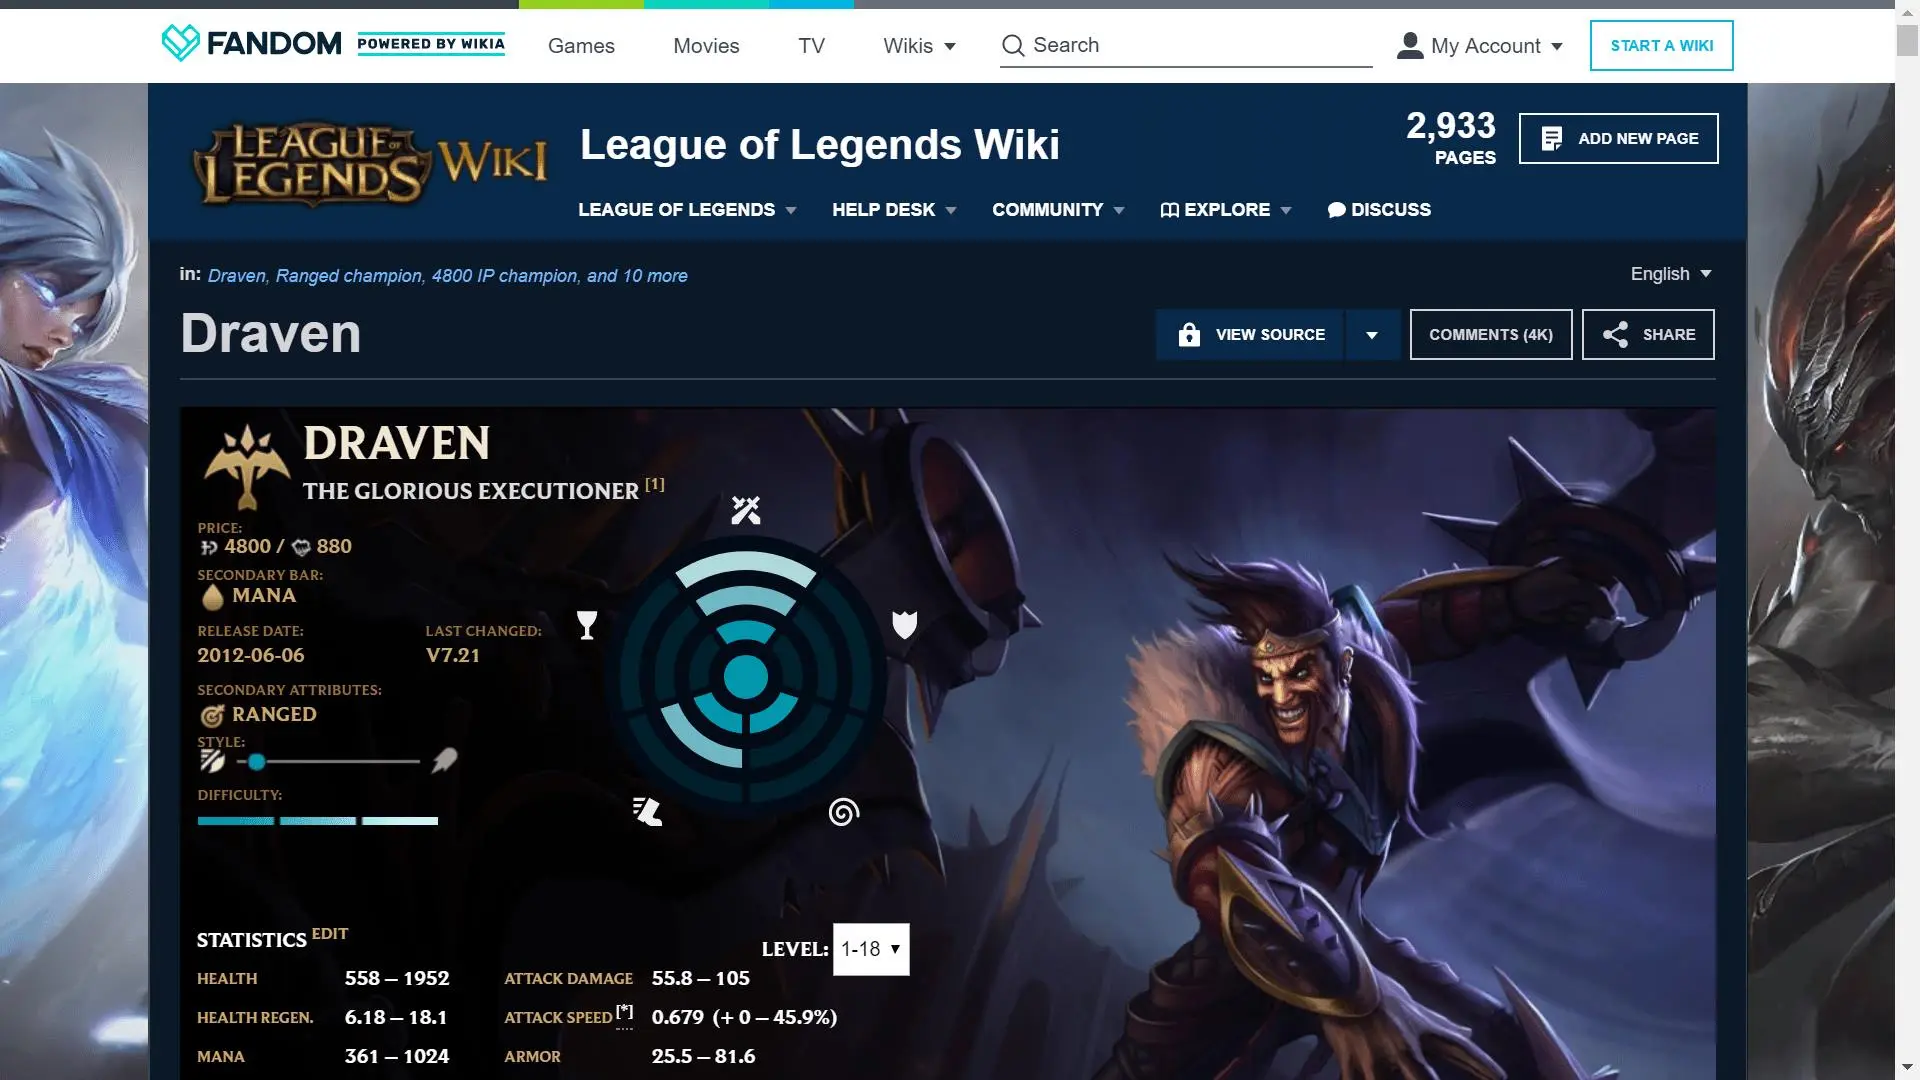 FANDOM POWERED BY WIKIA Games Movies TV Wikis Search My Account START A WIKI
LEAGUE OF LEGENDS WIKI
League of Legends Wiki
2,933
PAGES
ADD NEW PAGE
LEAGUE OF LEGENDS HELP DESK COMMUNITY EXPLORE DISCUSS
in: Draven, Ranged champion, 4800 IP champion, and 10 more
English
Draven
VIEW SOURCE COMMENTS (4K) SHARE
DRAVEN
THE GLORIOUS EXECUTIONER [1]
PRICE:
4800 / 880
SECONDARY BAR:
MANA
RELEASE DATE: LAST CHANGED:
2012-06-06 V7.21
SECONDARY ATTRIBUTES:
RANGED
STYLE:
DIFFICULTY:
STATISTICS EDIT
LEVEL: 1-18
HEALTH 558 – 1952 ATTACK DAMAGE 55.8 – 105
HEALTH REGEN. 6.18 – 18.1 ATTACK SPEED [*] 0.679 (+ 0 – 45.9%)
MANA 361 – 1024 ARMOR 25.5 – 81.6